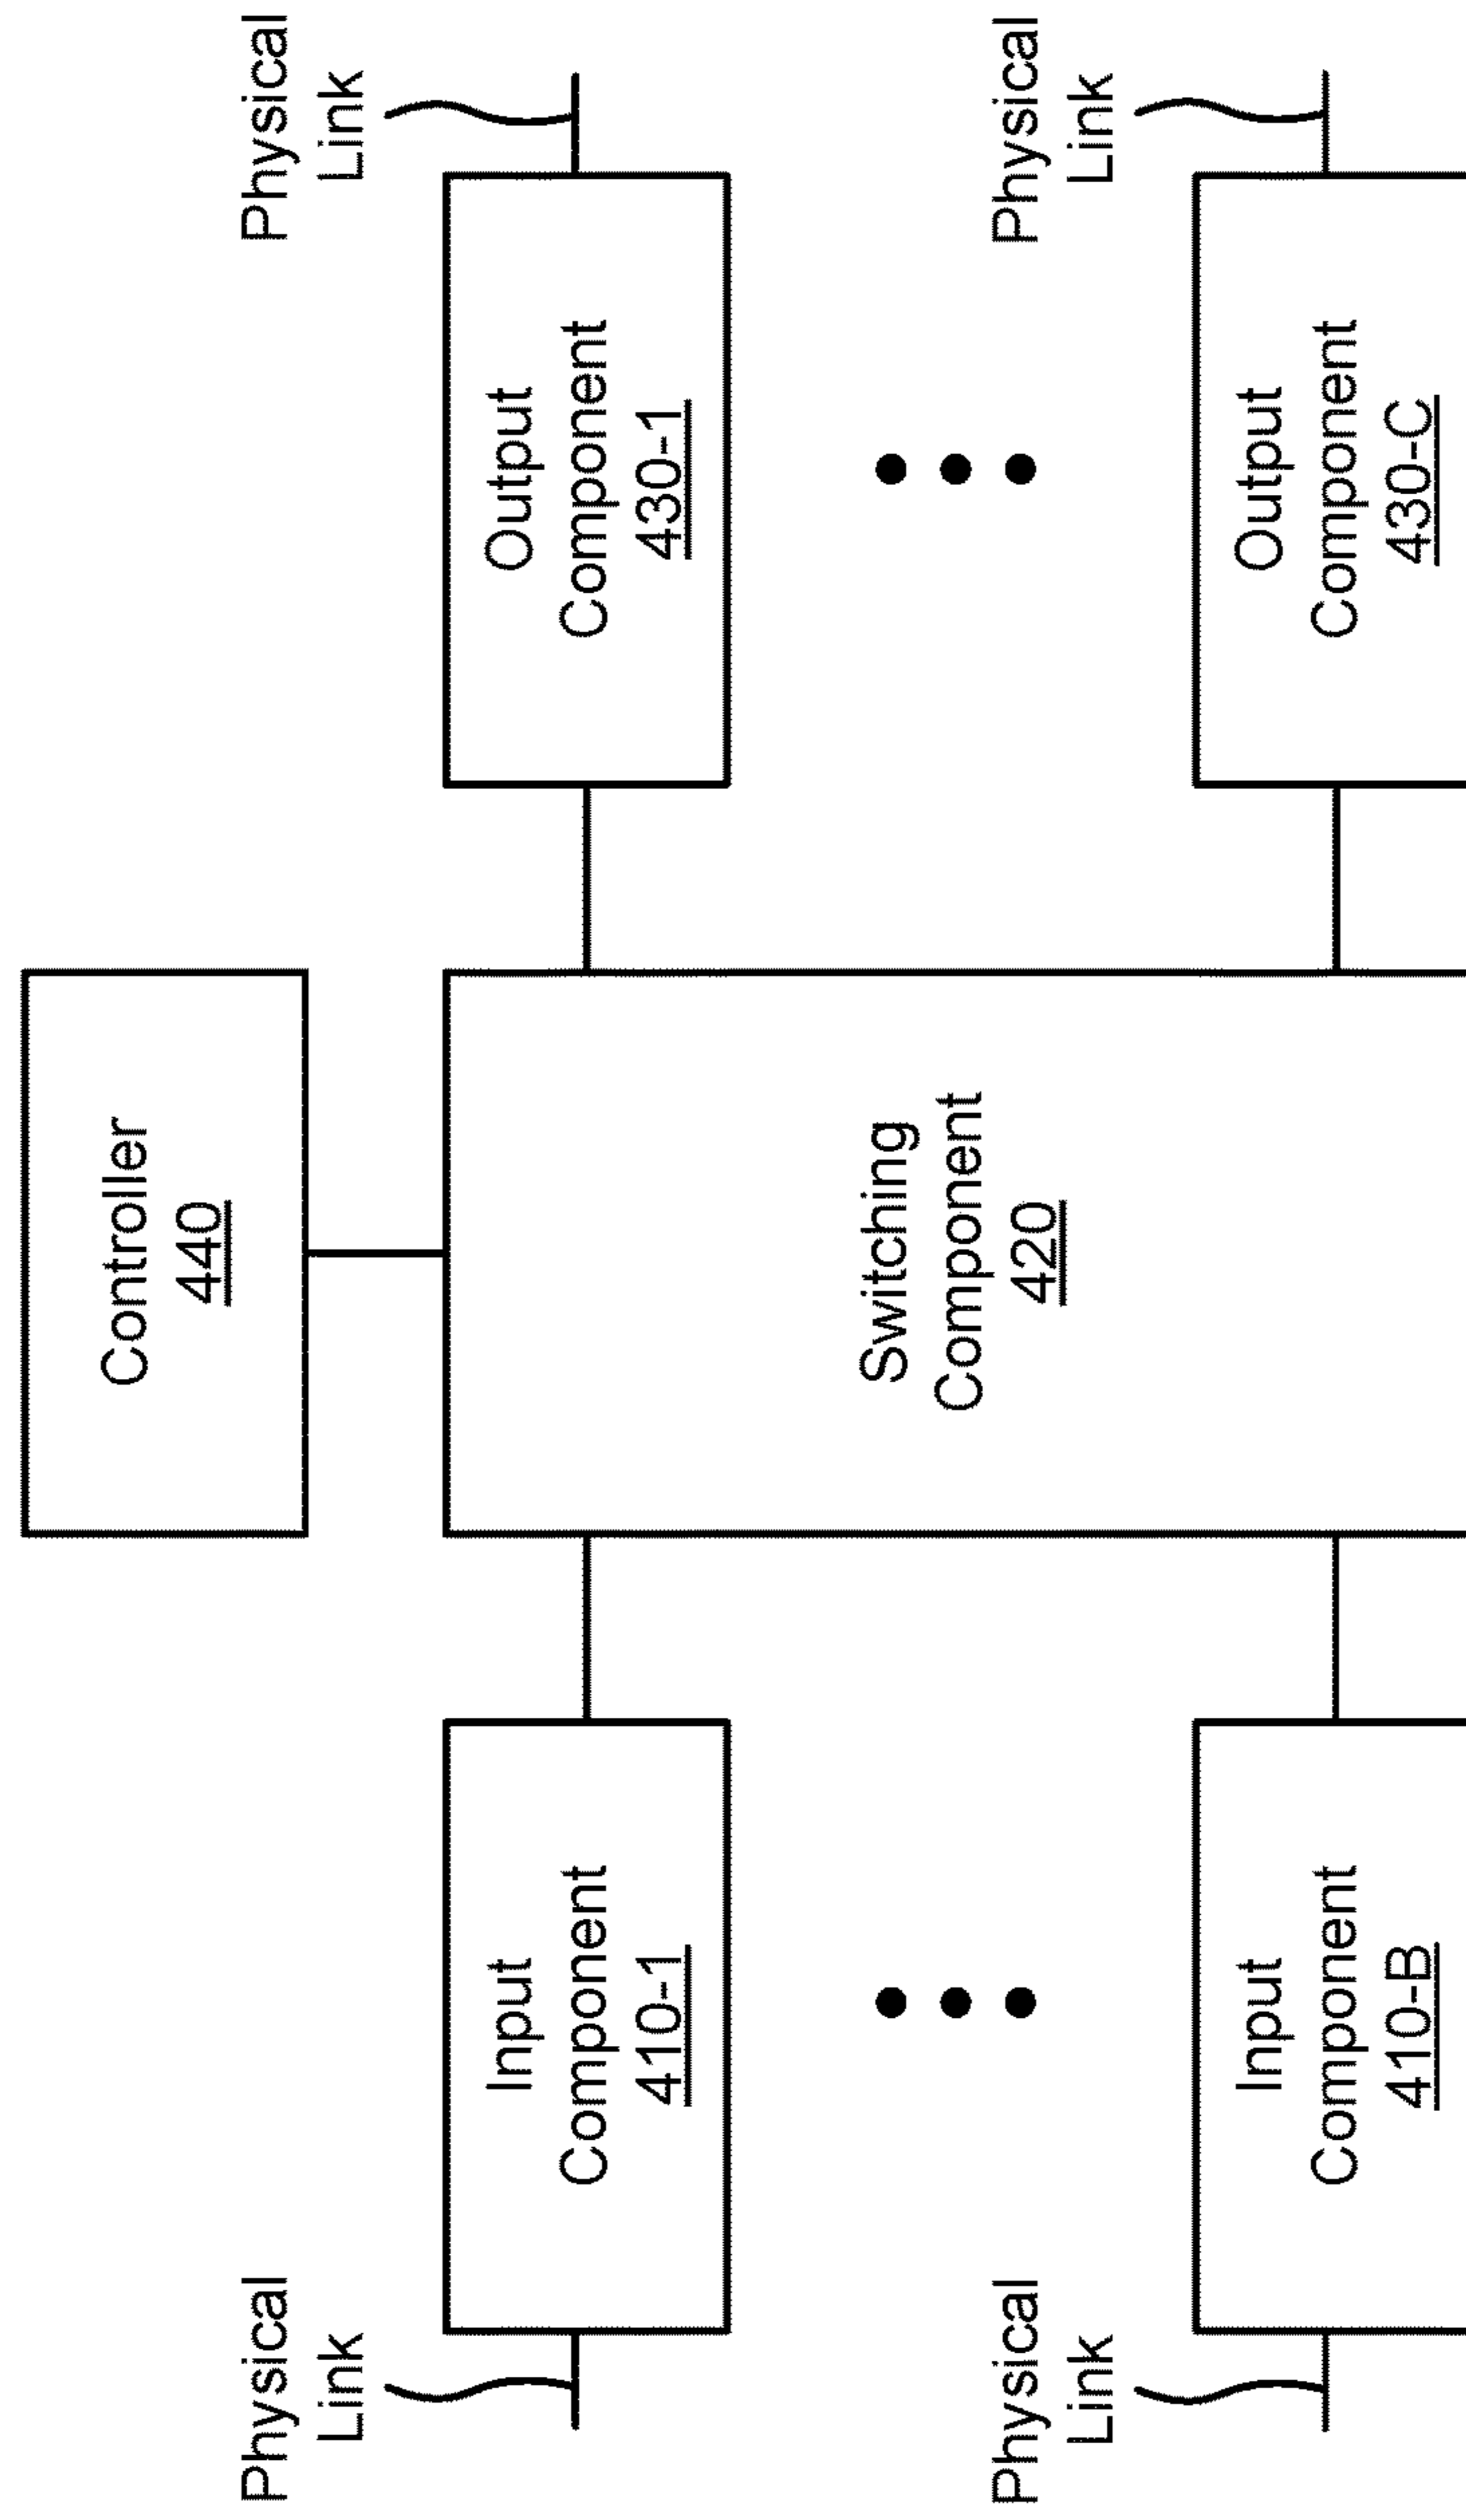 Controller
440
Physical
Link
Physical
Link
Input
Component
410-1
Switching
Component
420
Output
Component
430-1
Physical
Link
Physical
Link
Input
Component
410-B
Output
Component
430-C